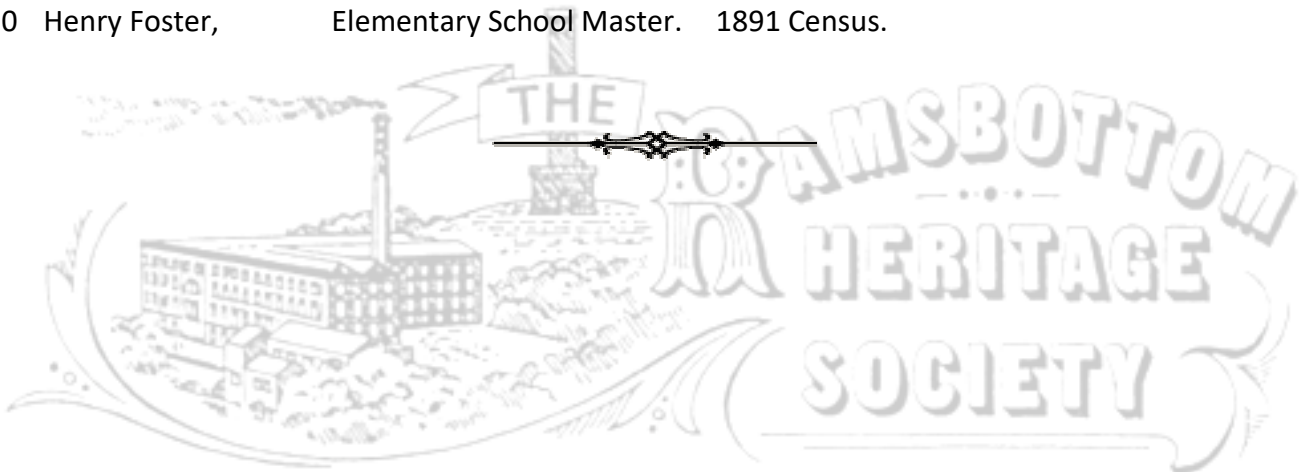 0 Henry Foster, Elementary School Master. 1891 Census.
THE
RAMSBOTTOM
HERITAGE
SOCIETY